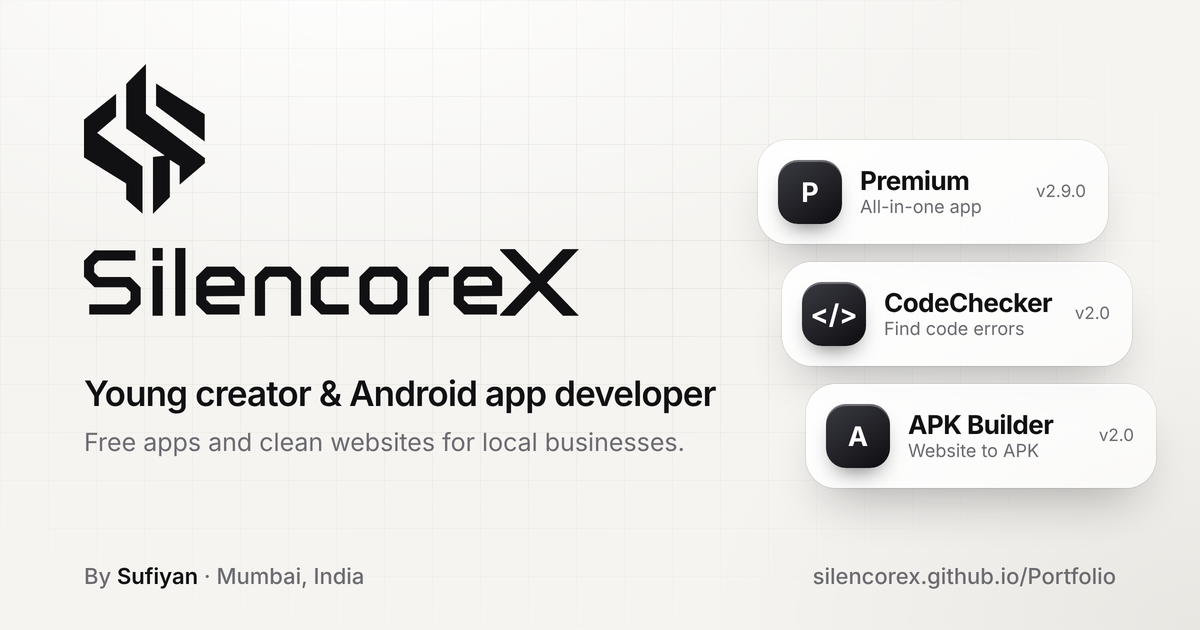 SilencoreX
Young creator & Android app developer
Free apps and clean websites for local businesses.
P
Premium
All-in-one app
v2.9.0
</>
CodeChecker
Find code errors
v2.0
A
APK Builder
Website to APK
v2.0
By Sufiyan · Mumbai, India
silencorex.github.io/Portfolio